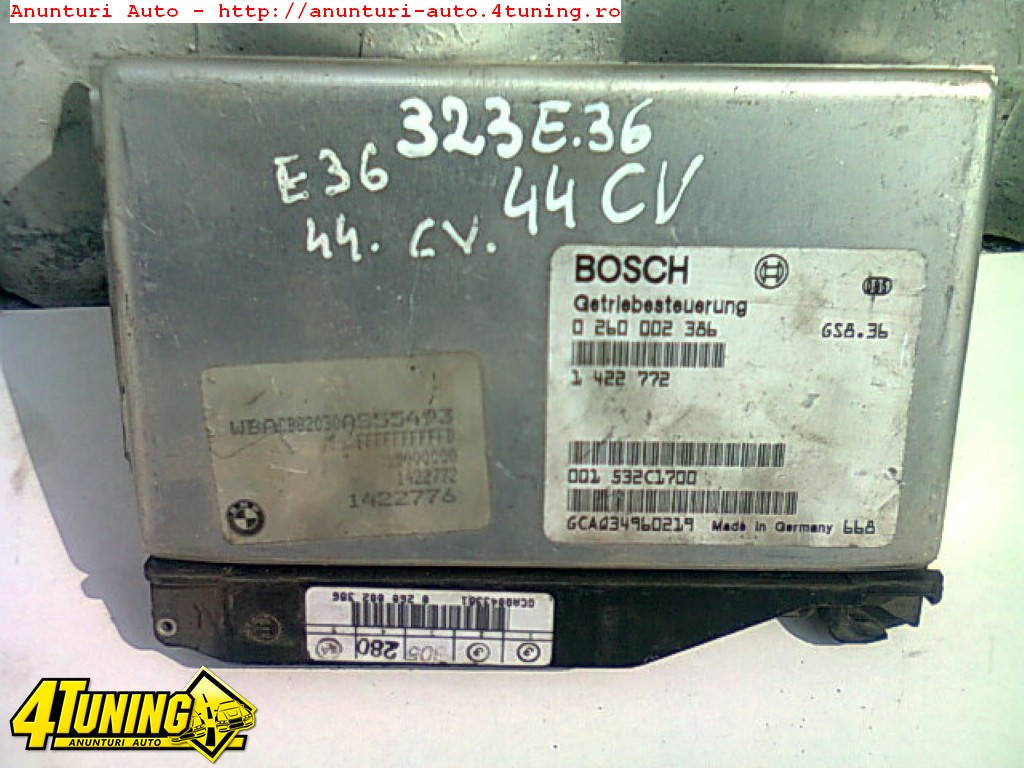 Anunturi Auto - http://anunturi-auto.4tuning.ro
323 E.36
E36
44 CV
44. CV.
BOSCH
Getriebesteuerung
0 260 002 386 GS8.36
1 422 772
001 532C1700
GCA034960219 Made in Germany 668
1422772
1422776
0 260 002 386
280
305
4TUNING
ANUNTURI AUTO